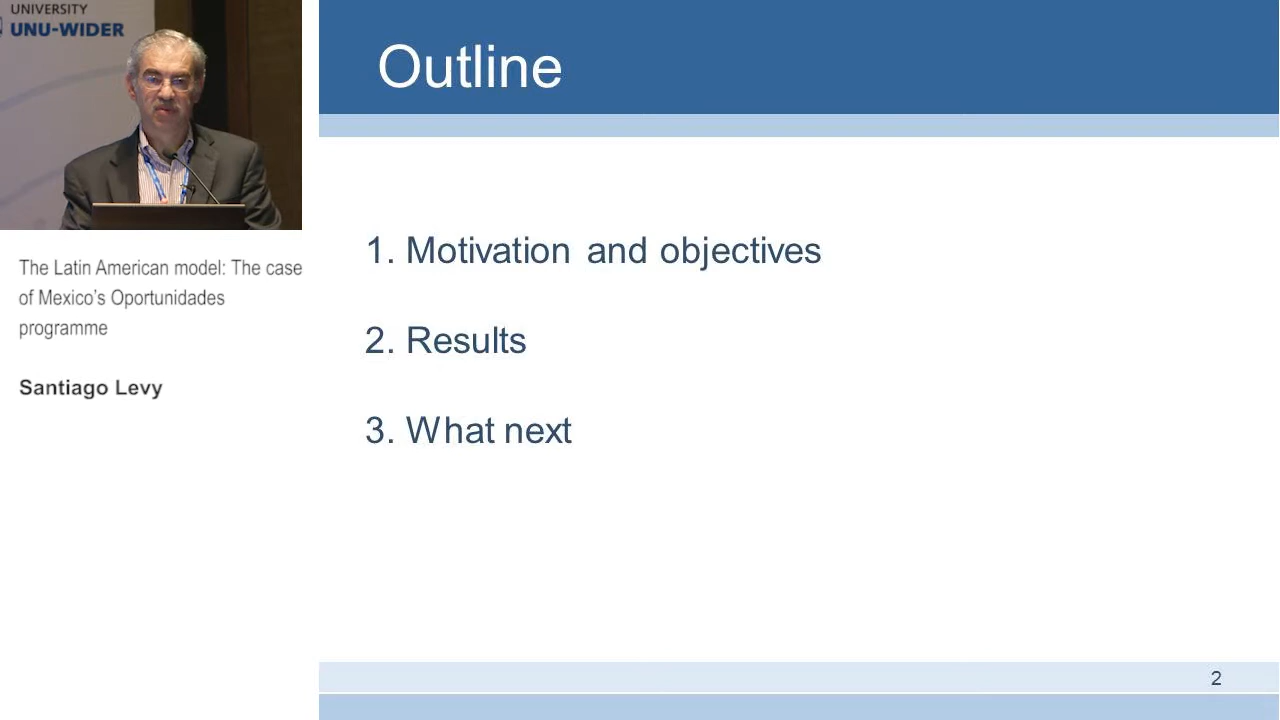 UNIVERSITY
UNU-WIDER
The Latin American model: The case
of Mexico's Oportunidades
programme
Santiago Levy
Outline
1. Motivation and objectives
2. Results
3. What next
2